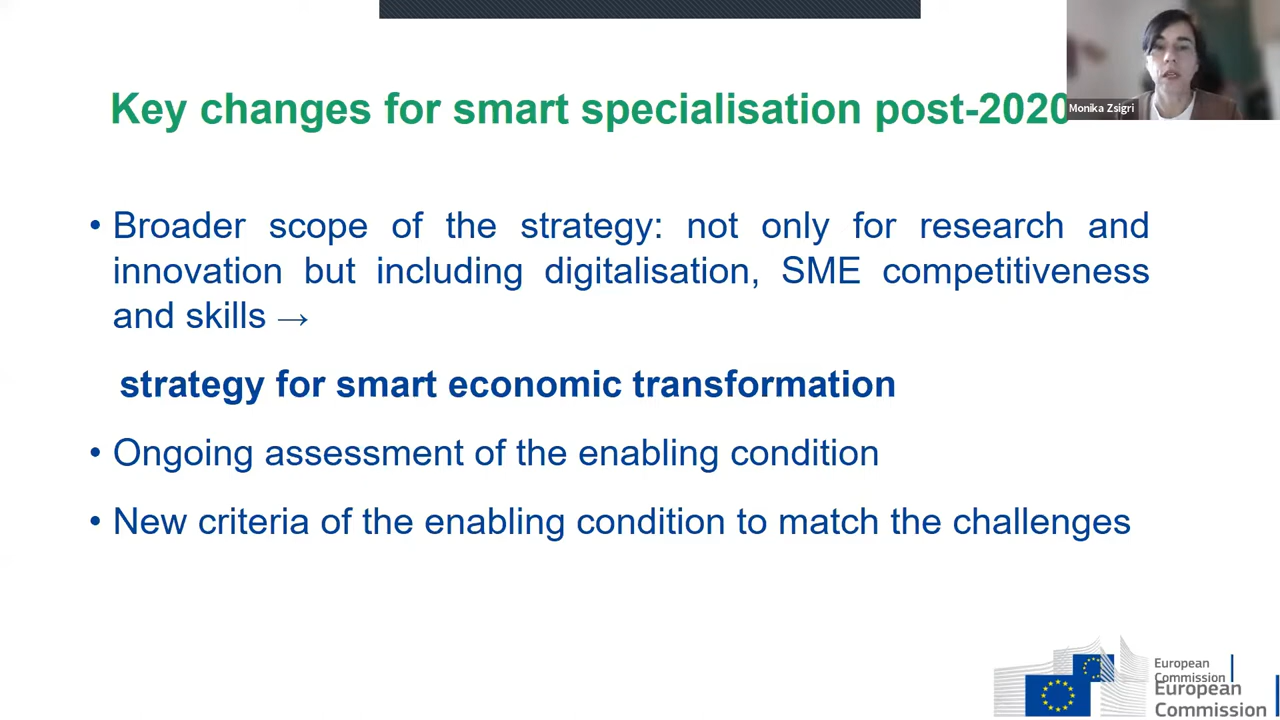 Key changes for smart specialisation post-2020
Monika Zsigri
• Broader scope of the strategy: not only for research and
innovation but including digitalisation, SME competitiveness
and skills →
strategy for smart economic transformation
• Ongoing assessment of the enabling condition
• New criteria of the enabling condition to match the challenges
European
Commission
European
Commission